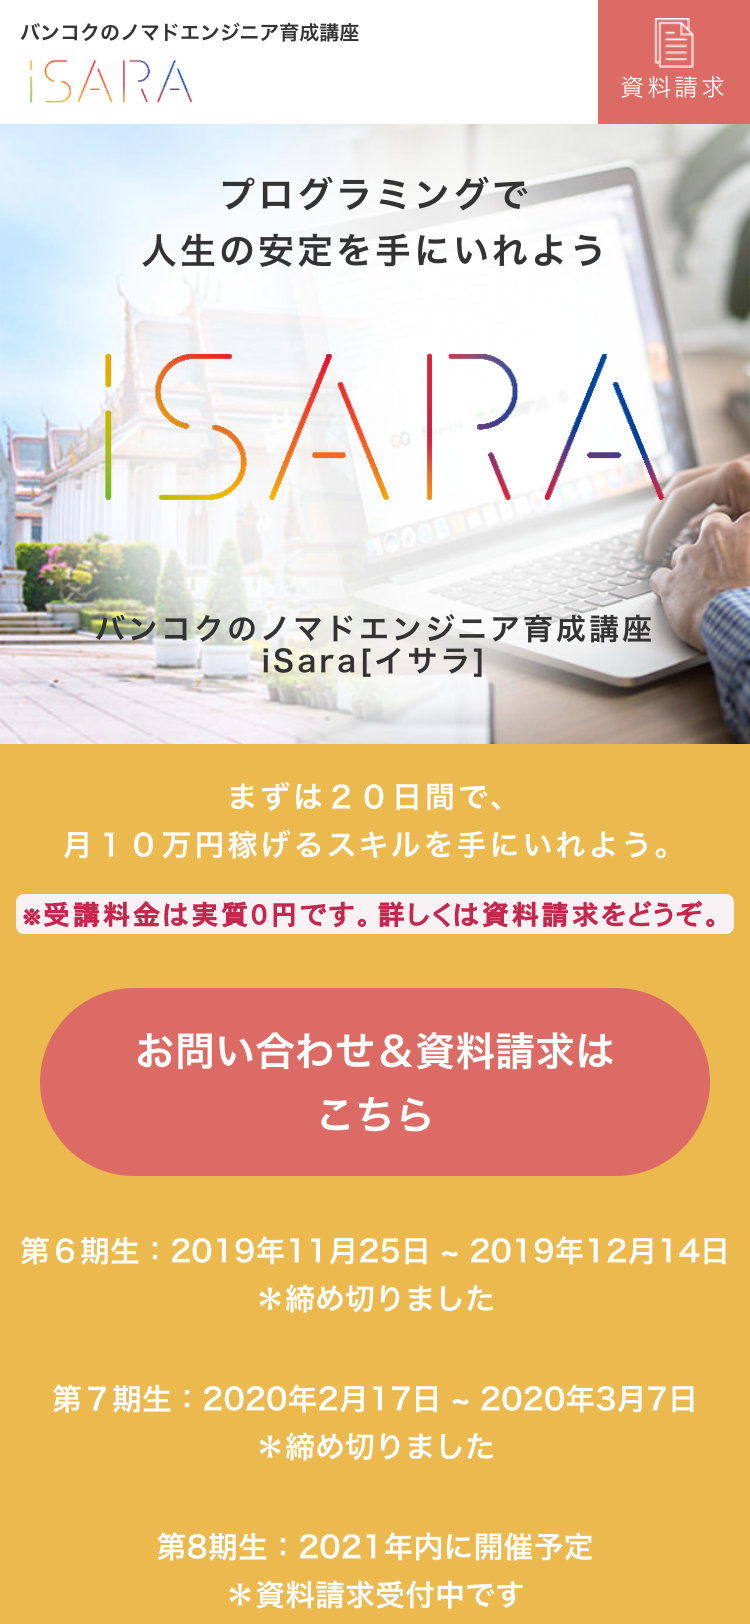 バンコクのノマドエンジニア育成講座
iSARA
資料請求
プログラミングで
人生の安定を手にいれよう
iSARA
バンコクのノマドエンジニア育成講座
iSara[イサラ]
まずは２０日間で、
月１０万円稼げるスキルを手にいれよう。
※受講料金は実質0円です。詳しくは資料請求をどうぞ。
お問い合わせ＆資料請求は
こちら
第６期生：2019年11月25日 ~ 2019年12月14日
＊締め切りました
第７期生：2020年2月17日 ~ 2020年3月7日
＊締め切りました
第8期生：2021年内に開催予定
＊資料請求受付中です